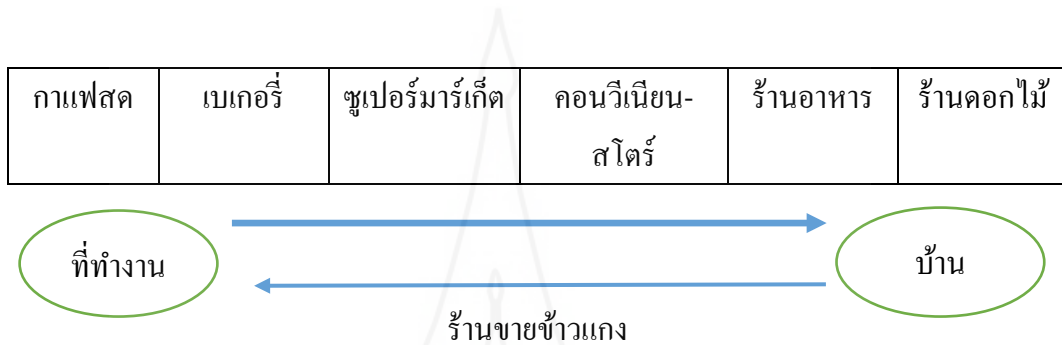 กาแฟสด เบเกอรี่ ซูเปอร์มาร์เก็ต คอนวีเนียน- ร้านอาหาร ร้านดอกไม้
สโตร์
ที่ทำงาน บ้าน
ร้านขายข้าวแกง